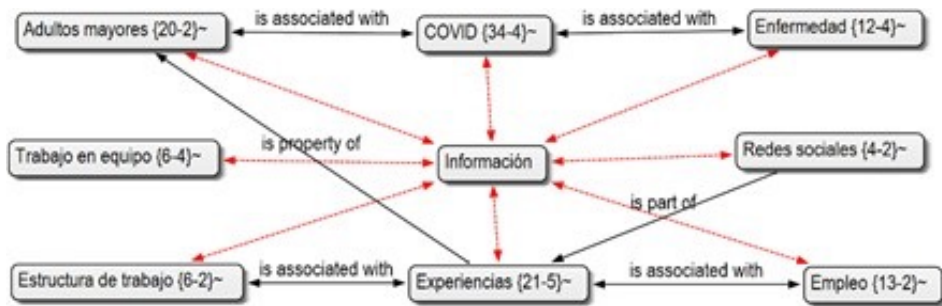 is associated with
is associated with
Adultos mayores {20-2}~
COVID {34-4}~
Enfermedad {12-4}~
is property of
Trabajo en equipo {6-4}~
Información
Redes sociales {4-2}~
is part of
is associated with
is associated with
Estructura de trabajo {6-2}~
Experiencias {21-5}~
Empleo {13-2}~